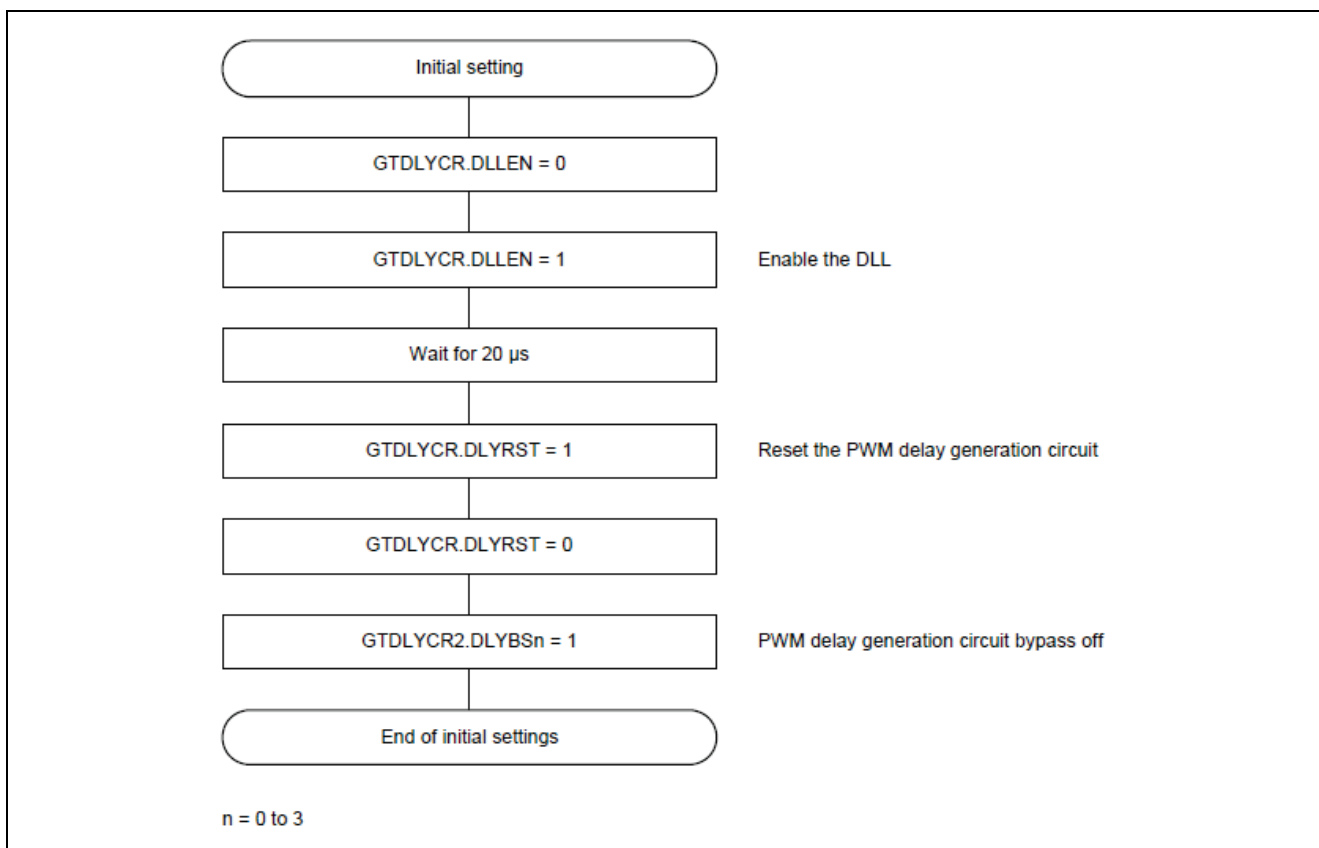 Initial setting
GTDLYCR.DLLEN = 0
GTDLYCR.DLLEN = 1
Enable the DLL
Wait for 20 μs
GTDLYCR.DLYRST = 1
Reset the PWM delay generation circuit
GTDLYCR.DLYRST = 0
GTDLYCR2.DLYBSn = 1
PWM delay generation circuit bypass off
End of initial settings
n = 0 to 3